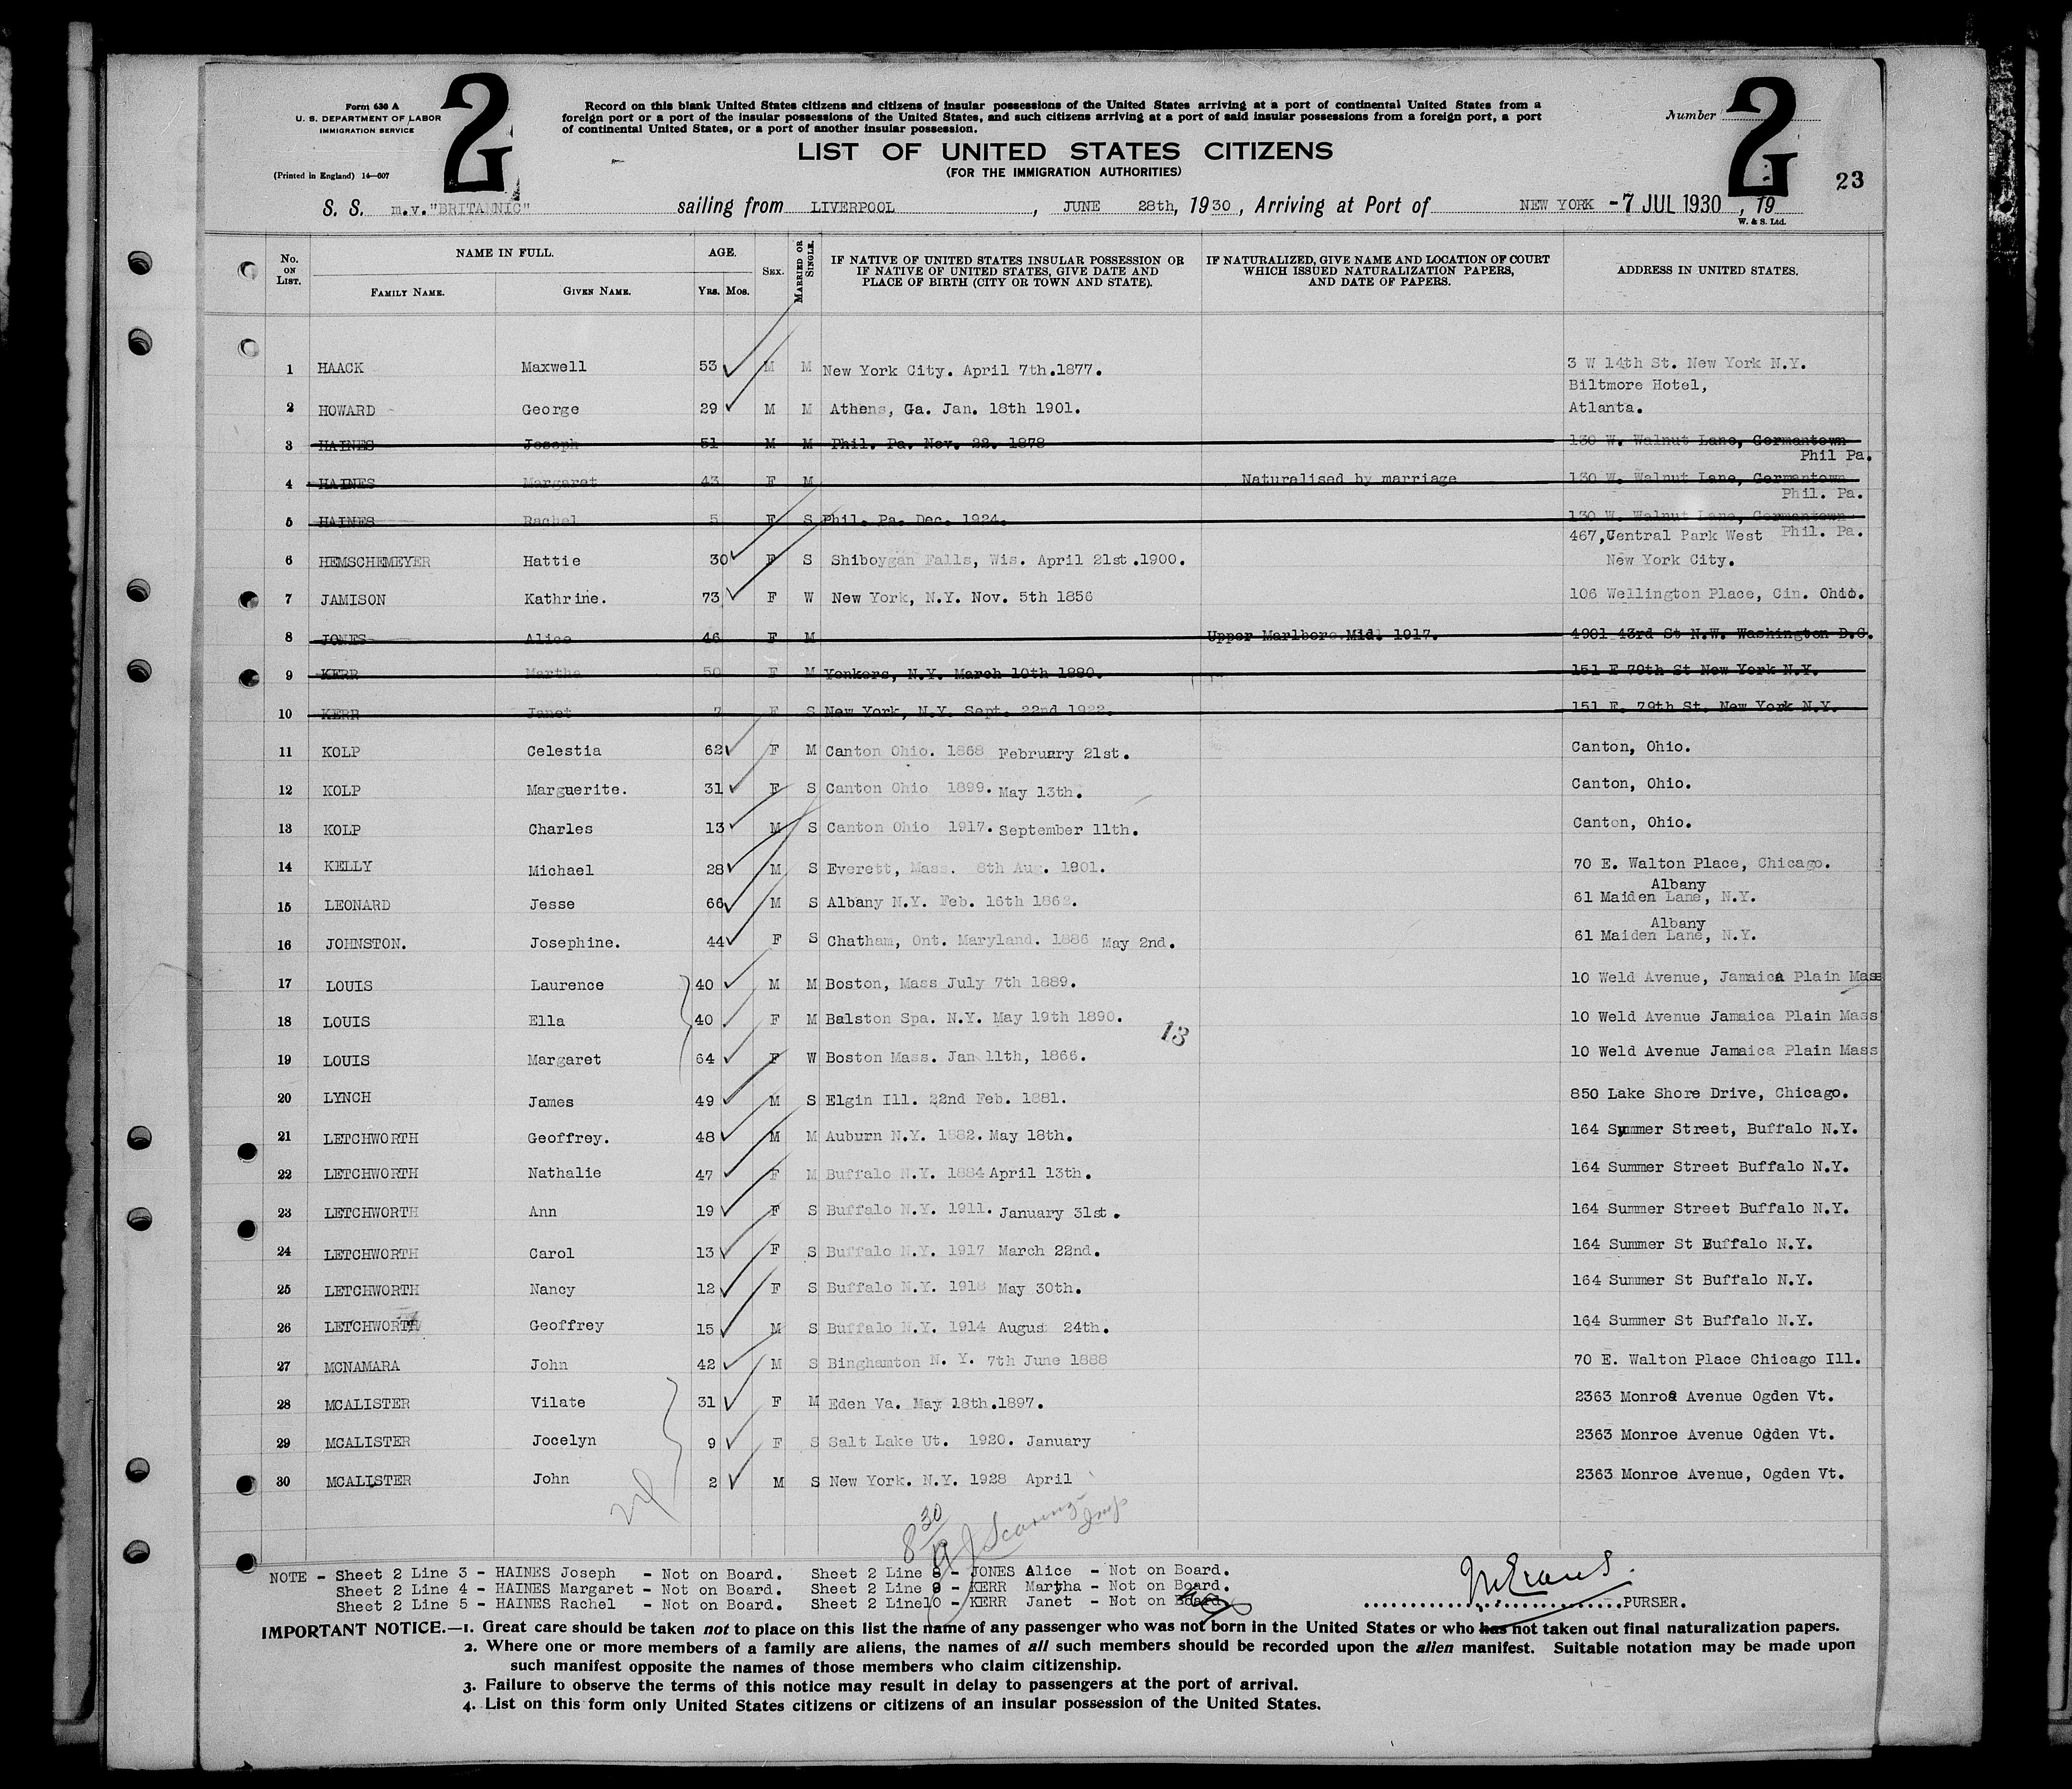 Form 630 A
U. S. DEPARTMENT OF LABOR
IMMIGRATION SERVICE
(Printed in England) 14—607
2
Record on this blank United States citizens and citizens of insular possessions of the United States arriving at a port of continental United States from a
foreign port or a port of the insular possessions of the United States, and such citizens arriving at a port of said insular possessions from a foreign port, a port
of continental United States, or a port of another insular possession.
LIST OF UNITED STATES CITIZENS
(FOR THE IMMIGRATION AUTHORITIES)
Number 2
23
S. S. m.v."BRITANNIC" sailing from LIVERPOOL, JUNE 28th, 1930, Arriving at Port of NEW YORK -7 JUL 1930, 19
W. & S. Ltd.
No. ON LIST. NAME IN FULL. FAMILY NAME. GIVEN NAME. AGE. YRS. MOS. SEX. MARRIED OR SINGLE. IF NATIVE OF UNITED STATES INSULAR POSSESSION OR IF NATIVE OF UNITED STATES, GIVE DATE AND PLACE OF BIRTH (CITY OR TOWN AND STATE). IF NATURALIZED, GIVE NAME AND LOCATION OF COURT WHICH ISSUED NATURALIZATION PAPERS, AND DATE OF PAPERS. ADDRESS IN UNITED STATES.
1 HAACK Maxwell 53 M M New York City. April 7th.1877. 3 W 14th St. New York N.Y.
Biltmore Hotel,
2 HOWARD George 29 M M Athens, Ga. Jan. 18th 1901. Atlanta.
3 HAINES Joseph 51 M M Phil. Pa. Nov. 22. 1878 130 W. Walnut Lane, Germantown
Phil Pa.
4 HAINES Margaret 43 F M Naturalised by marriage 130 W. Walnut Lane, Germantown
Phil. Pa.
5 HAINES Rachel 5 F S Phil. Pa. Dec. 1924. 130 W. Walnut Lane, Germantown
Phil. Pa.
467,Central Park West
6 HEMSCHEMEYER Hattie 30 F S Shiboygan Falls, Wis. April 21st.1900. New York City.
7 JAMISON Kathrine. 73 F W New York, N.Y. Nov. 5th 1856 106 Wellington Place, Cin. Ohio.
8 JONES Alice 46 F M Upper Marlboro Mid. 1917. 4901 43rd St N.W. Washington D.C.
9 KERR Martha 50 F M Yonkers, N.Y. March 10th 1880. 151 E 79th St New York N.Y.
10 KERR Janet 7 F S New York, N.Y. Sept. 22nd 1922. 151 E. 79th St. New York N.Y.
11 KOLP Celestia 62 F M Canton Ohio. 1868 February 21st. Canton, Ohio.
12 KOLP Marguerite. 31 F S Canton Ohio 1899. May 13th. Canton, Ohio.
13 KOLP Charles 13 M S Canton Ohio 1917. September 11th. Canton, Ohio.
14 KELLY Michael 28 M S Everett, Mass. 8th Aug. 1901. 70 E. Walton Place, Chicago.
Albany
15 LEONARD Jesse 66 M S Albany N.Y. Feb. 16th 1862. 61 Maiden Lane, N.Y.
Albany
16 JOHNSTON. Josephine. 44 F S Chatham, Ont. Maryland. 1886 May 2nd. 61 Maiden Lane, N.Y.
17 LOUIS Laurence 40 M M Boston, Mass July 7th 1889. 10 Weld Avenue, Jamaica Plain Mass
18 LOUIS Ella 40 F M Balston Spa. N.Y. May 19th 1890. 10 Weld Avenue Jamaica Plain Mass
13
19 LOUIS Margaret 64 F W Boston Mass. Jan 11th, 1866. 10 Weld Avenue Jamaica Plain Mass
20 LYNCH James 49 M S Elgin Ill. 22nd Feb. 1881. 850 Lake Shore Drive, Chicago.
21 LETCHWORTH Geoffrey. 48 M M Auburn N.Y. 1882. May 18th. 164 Summer Street, Buffalo N.Y.
22 LETCHWORTH Nathalie 47 F M Buffalo N.Y. 1884 April 13th. 164 Summer Street Buffalo N.Y.
23 LETCHWORTH Ann 19 F S Buffalo N.Y. 1911. January 31st. 164 Summer Street Buffalo N.Y.
24 LETCHWORTH Carol 13 F S Buffalo N.Y. 1917 March 22nd. 164 Summer St Buffalo N.Y.
25 LETCHWORTH Nancy 12 F S Buffalo N.Y. 1918 May 30th. 164 Summer St Buffalo N.Y.
26 LETCHWORTH Geoffrey 15 M S Buffalo N.Y. 1914 Augus 24th. 164 Summer St Buffalo N.Y.
27 MCNAMARA John 42 M S Binghamton N. Y. 7th June 1888 70 E. Walton Place Chicago Ill.
28 MCALISTER Vilate 31 F M Eden Va. May 18th.1897. 2363 Monroe Avenue Ogden Vt.
29 MCALISTER Jocelyn 9 F S Salt Lake Ut. 1920. January 2363 Monroe Avenue Ogden Vt.
30 MCALISTER John 2 M S New York. N.Y. 1928 April 2363 Monroe Avenue, Ogden Vt.
8 30
NOTE - Sheet 2 Line 3 - HAINES Joseph - Not on Board. Sheet 2 Line 8 - JONES Alice - Not on Board.
Sheet 2 Line 4 - HAINES Margaret - Not on Board. Sheet 2 Line 9 - KERR Martha - Not on Board.
Sheet 2 Line 5 - HAINES Rachel - Not on Board. Sheet 2 Line10 - KERR Janet - Not on Board.
PURSER.
IMPORTANT NOTICE.—1. Great care should be taken not to place on this list the name of any passenger who was not born in the United States or who has not taken out final naturalization papers.
2. Where one or more members of a family are aliens, the names of all such members should be recorded upon the alien manifest. Suitable notation may be made upon
such manifest opposite the names of those members who claim citizenship.
3. Failure to observe the terms of this notice may result in delay to passengers at the port of arrival.
4. List on this form only United States citizens or citizens of an insular possession of the United States.